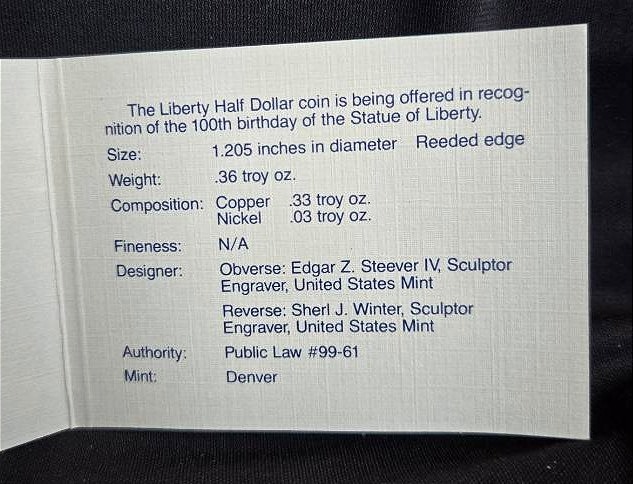 The Liberty Half Dollar coin is being offered in recog-
nition of the 100th birthday of the Statue of Liberty.
Size: 1.205 inches in diameter Reeded edge
Weight: .36 troy oz.
Composition: Copper .33 troy oz.
Nickel .03 troy oz.
Fineness: N/A
Designer: Obverse: Edgar Z. Steever IV, Sculptor
Engraver, United States Mint
Reverse: Sherl J. Winter, Sculptor
Engraver, United States Mint
Authority: Public Law #99-61
Mint: Denver